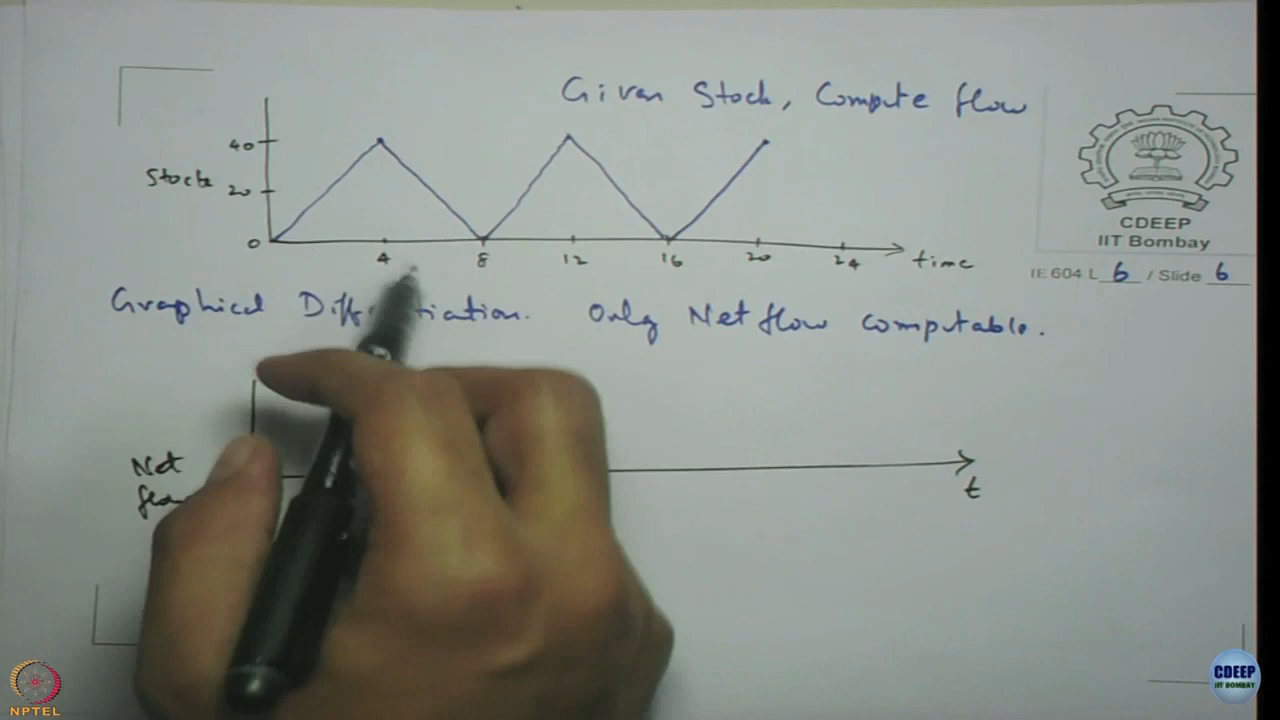 Given Stock, Compute flow
40
Stock 20
0
4 8 12 16 20 24 time
CDEEP
IIT Bombay
IE 604 L 6 / Slide 6
Graphical Only Net flow computable.
Net
t
NPTEL
CDEEP
IIT BOMBAY